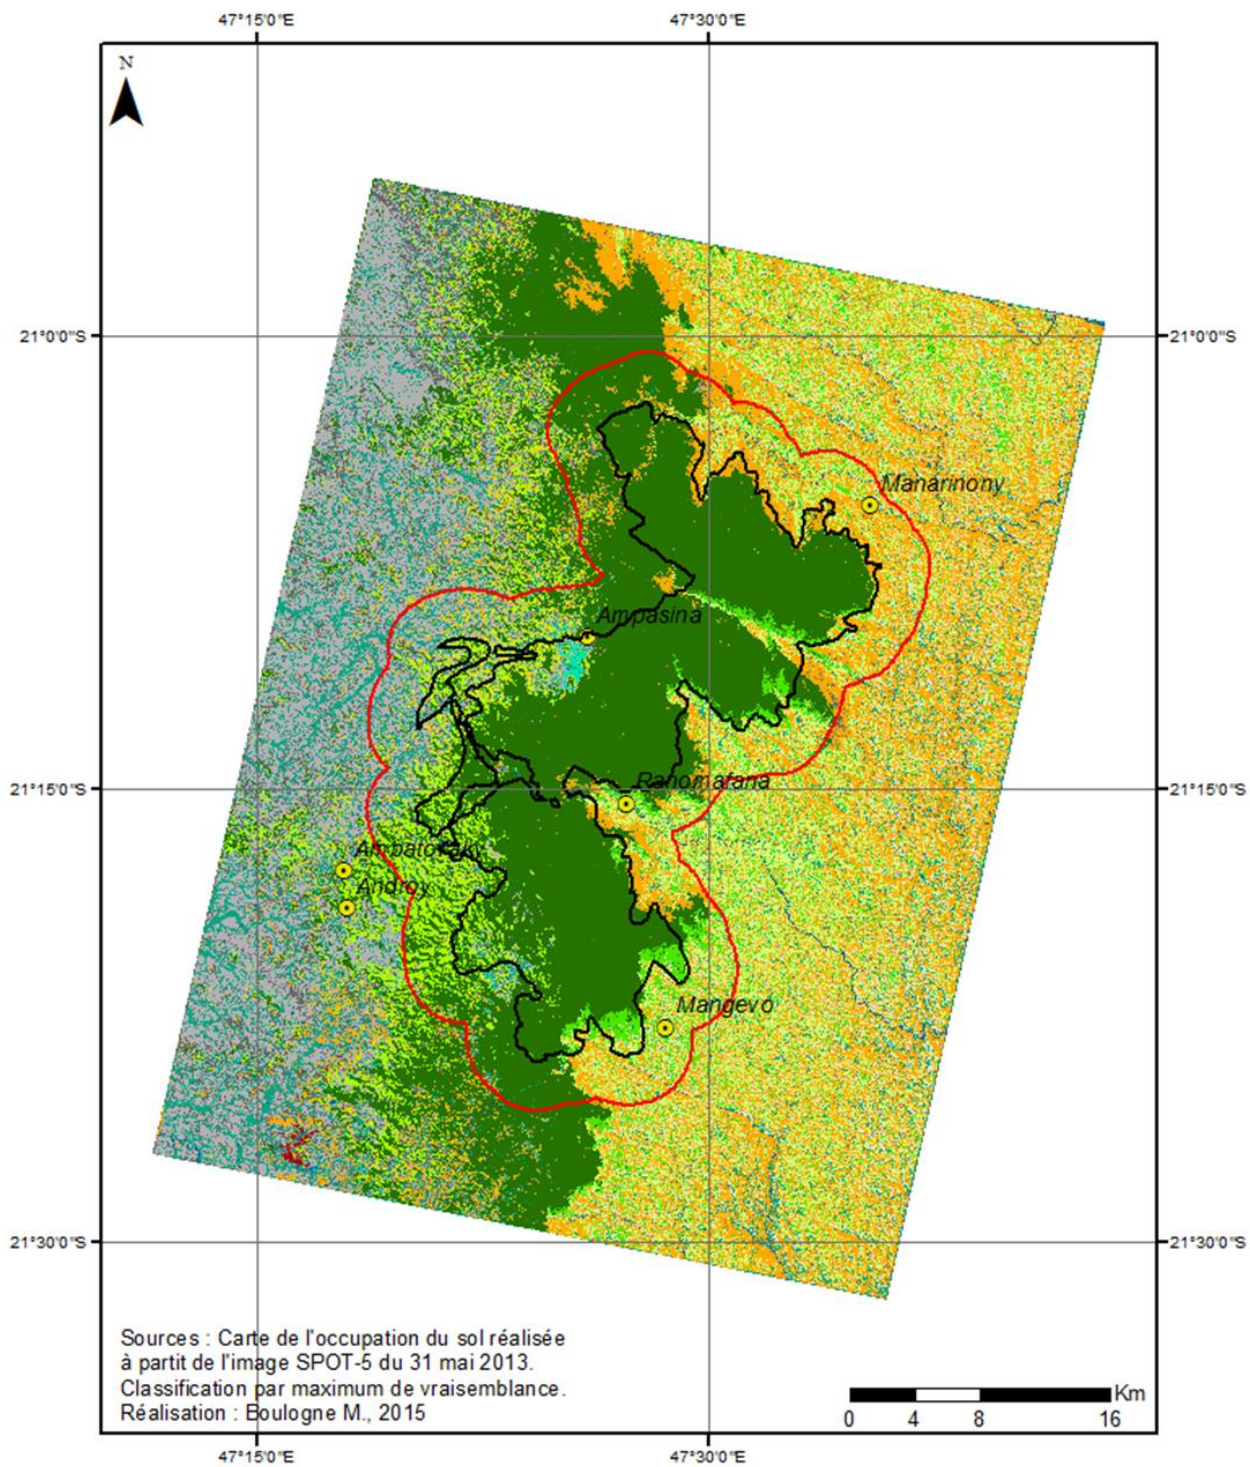 47°15'0"E 47°30'0"E
N
21°0'0"S 21°0'0"S
Manarinony
Ampasina
Ranomafana
21°15'0"S 21°15'0"S
Androy
Mangevo
21°30'0"S 21°30'0"S
Sources : Carte de l'occupation du sol réalisée
à partit de l'image SPOT-5 du 31 mai 2013.
Classification par maximum de vraisemblance.
Réalisation : Boulogne M., 2015
Km
0 4 8 16
47°15'0"E 47°30'0"E